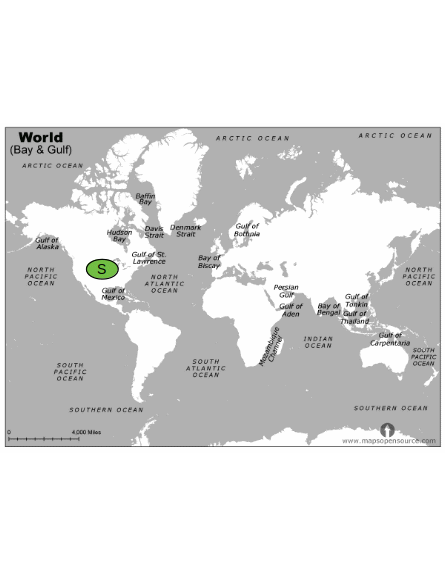 World
(Bay & Gulf)
ARCTIC OCEAN
ARCTIC OCEAN
ARCTIC OCEAN
Baffin
Bay
Hudson
Bay
Davis
Strait
Denmark
Strait
Gulf of
Bothnia
Gulf of
Alaska
Gulf of St.
Lawrence
Bay of
Biscay
S
NORTH
PACIFIC
OCEAN
NORTH
ATLANTIC
OCEAN
NORTH
PACIFIC
OCEAN
Gulf of
Mexico
Persian
Gulf
Gulf of
Aden
Bay of
Bengal
Gulf of
Tonkin
Gulf of
Thailand
Mozambique
Channel
INDIAN
OCEAN
Gulf of
Carpentaria
SOUTH
PACIFIC
OCEAN
SOUTH
PACIFIC
OCEAN
SOUTH
ATLANTIC
OCEAN
SOUTHERN OCEAN
SOUTHERN OCEAN
0 4,000 Miles
www.mapsopensource.com